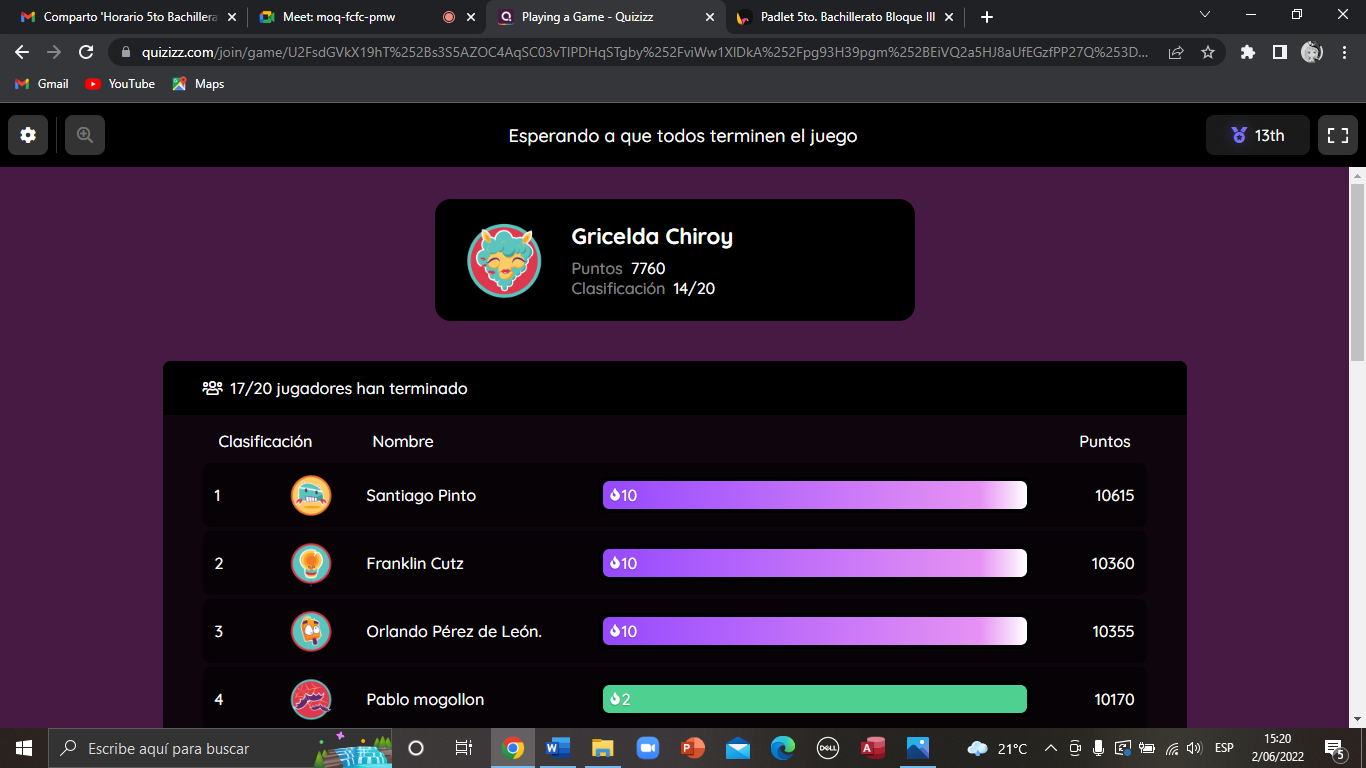 Comparto 'Horario 5to Bachillera
Meet: moq-fcfc-pmw
Playing a Game - Quizizz
Padlet 5to. Bachillerato Bloque III
quizizz.com/join/game/U2FsdGVkX19hT%252Bs3S5AZOC4AqSC03vTlPDHqSTgby%252FviWw1XlDkA%252Fpg93H39pgm%252BEiVQ2a5HJ8aUfEGzfPP27Q%253D...
Gmail
YouTube
Maps
Esperando a que todos terminen el juego
13th
Gricelda Chiroy
Puntos 7760
Clasificación 14/20
17/20 jugadores han terminado
Clasificación Nombre Puntos
1 Santiago Pinto 10 10615
2 Franklin Cutz 10 10360
3 Orlando Pérez de León. 10 10355
4 Pablo mogollon 2 10170
Escribe aquí para buscar
DELL
21°C
ESP
15:20
2/06/2022
5